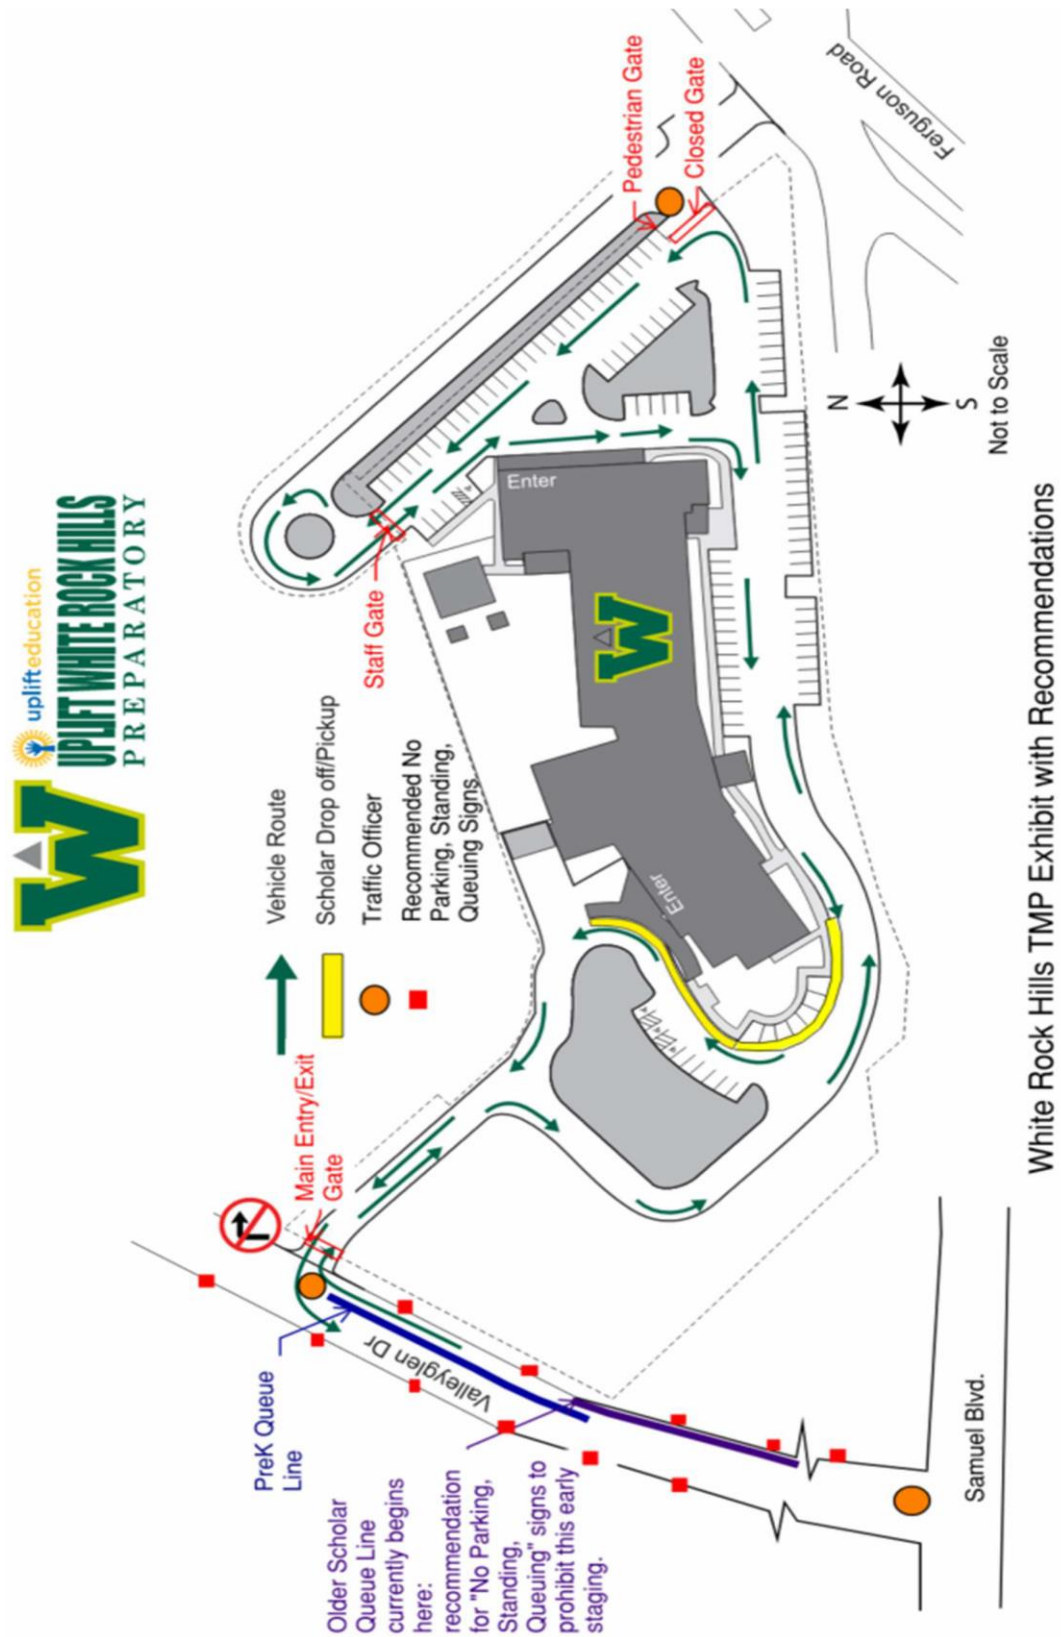 uplift education
UPLIFT WHITE ROCK HILLS
PREPARATORY
W
Vehicle Route
Scholar Drop off/Pickup
Traffic Officer
Recommended No
Parking, Standing,
Queuing Signs
Main Entry/Exit
Gate
Staff Gate
Pedestrian Gate
Closed Gate
Ferguson Road
Enter
W
Enter
PreK Queue
Line
Valleyglen Dr
Older Scholar
Queue Line
currently begins
here:
recommendation
for "No Parking,
Standing,
Queuing" signs to
prohibit this early
staging.
Samuel Blvd.
N
S
Not to Scale
White Rock Hills TMP Exhibit with Recommendations